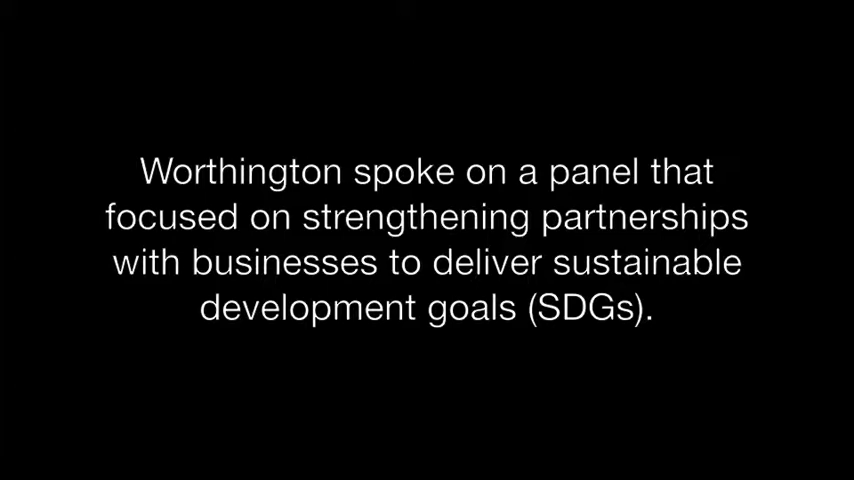 Worthington spoke on a panel that
focused on strengthening partnerships
with businesses to deliver sustainable
development goals (SDGs).